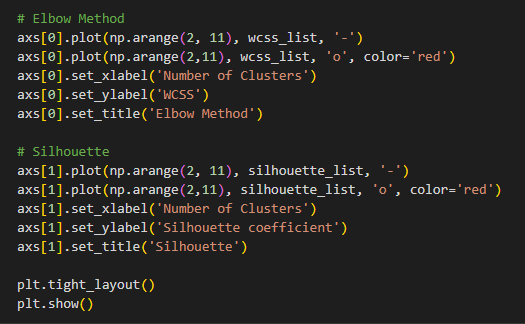 # Elbow Method
axs[0].plot(np.arange(2, 11), wcss_list, '-')
axs[0].plot(np.arange(2,11), wcss_list, 'o', color='red')
axs[0].set_xlabel('Number of Clusters')
axs[0].set_ylabel('WCSS')
axs[0].set_title('Elbow Method')

# Silhouette
axs[1].plot(np.arange(2, 11), silhouette_list, '-')
axs[1].plot(np.arange(2,11), silhouette_list, 'o', color='red')
axs[1].set_xlabel('Number of Clusters')
axs[1].set_ylabel('Silhouette coefficient')
axs[1].set_title('Silhouette')

plt.tight_layout()
plt.show()